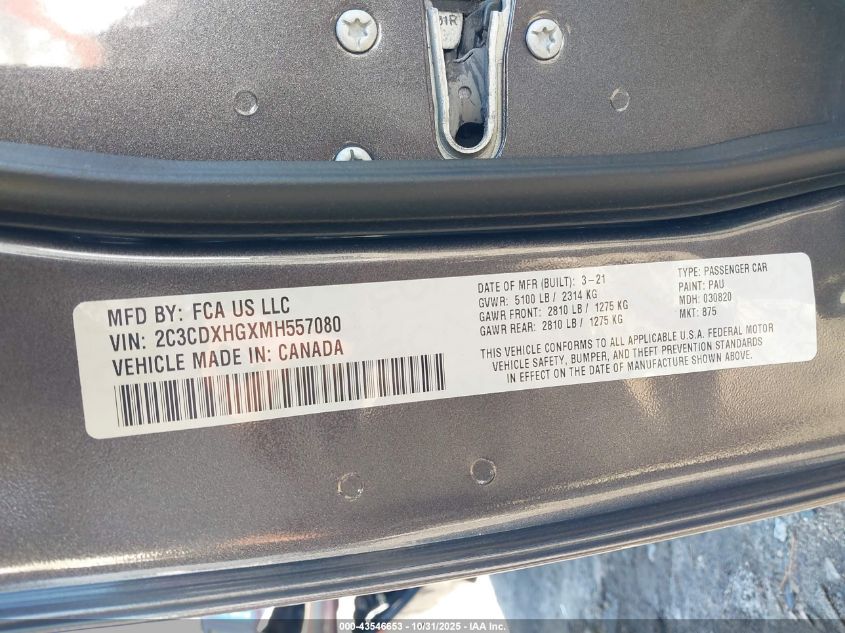 MFD BY: FCA US LLC
VIN: 2C3CDXHGXMH557080
VEHICLE MADE IN: CANADA
DATE OF MFR (BUILT): 3-21
GVWR: 5100 LB / 2314 KG
GAWR FRONT: 2810 LB / 1275 KG
GAWR REAR: 2810 LB / 1275 KG
TYPE: PASSENGER CAR
PAINT: PAU
MDH: 030820
MKT: 875
THIS VEHICLE CONFORMS TO ALL APPLICABLE U.S.A. FEDERAL MOTOR
VEHICLE SAFETY, BUMPER, AND THEFT PREVENTION STANDARDS
IN EFFECT ON THE DATE OF MANUFACTURE SHOWN ABOVE.
000-43546653 - 10/31/2025 - IAA Inc.